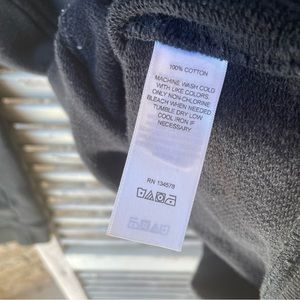 100% COTTON
MACHINE WASH COLD
WITH LIKE COLORS.
ONLY NON-CHLORINE
BLEACH WHEN NEEDED
TUMBLE DRY LOW
COOL IRON IF
NECESSARY
RN 134578